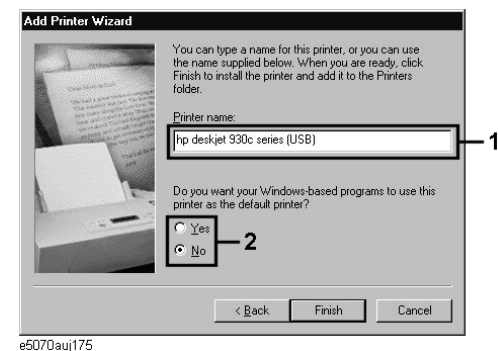 Add Printer Wizard
You can type a name for this printer, or you can use
the name supplied below. When you are ready, click
Finish to install the printer and add it to the Printers
folder.
Printer name:
hp deskjet 930c series (USB)
1
Do you want your Windows-based programs to use this
printer as the default printer?
Yes
No
2
< Back
Finish
Cancel
e5070auj175